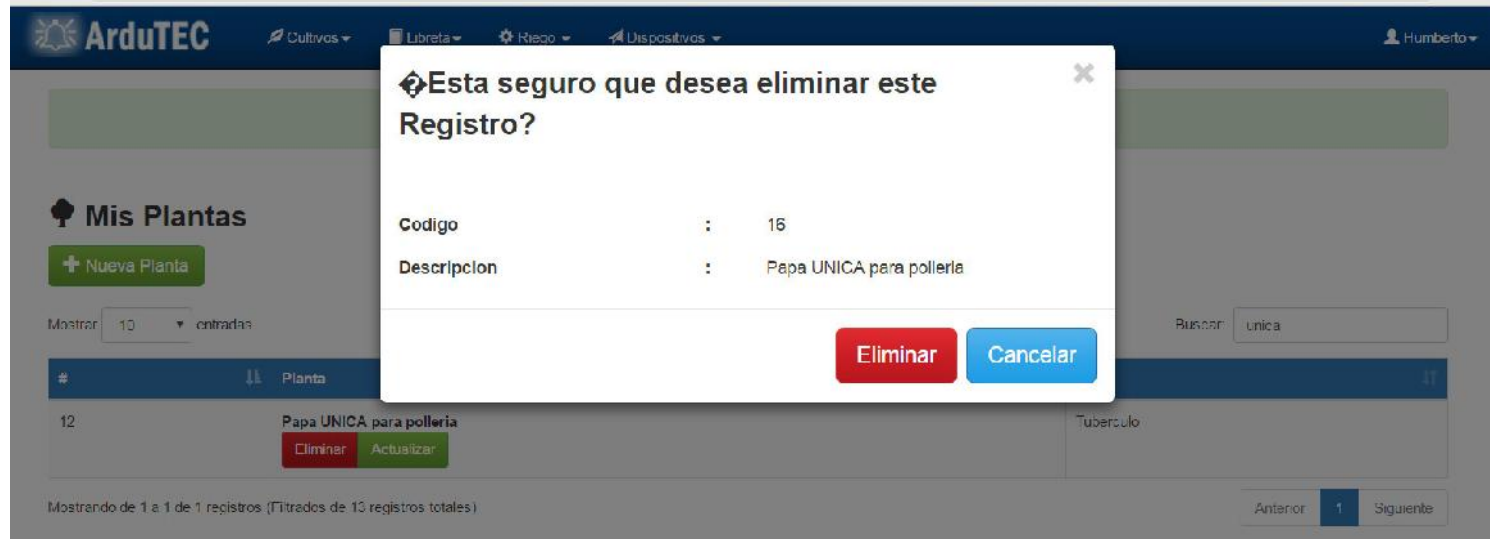 ArduTEC
Cultivos
Libreta
Riego
Dispositivos
Humberto
�Esta seguro que desea eliminar este
Registro?
Codigo : 16
Descripcion : Papa UNICA para polleria
Eliminar
Cancelar
Mis Plantas
Nueva Planta
Mostrar 10 entradas
Buscar: unica
# Planta
12 Papa UNICA para polleria Tuberculo
Eliminar Actualizar
Mostrando de 1 a 1 de 1 registros (Filtrados de 13 registros totales)
Anterior 1 Siguiente